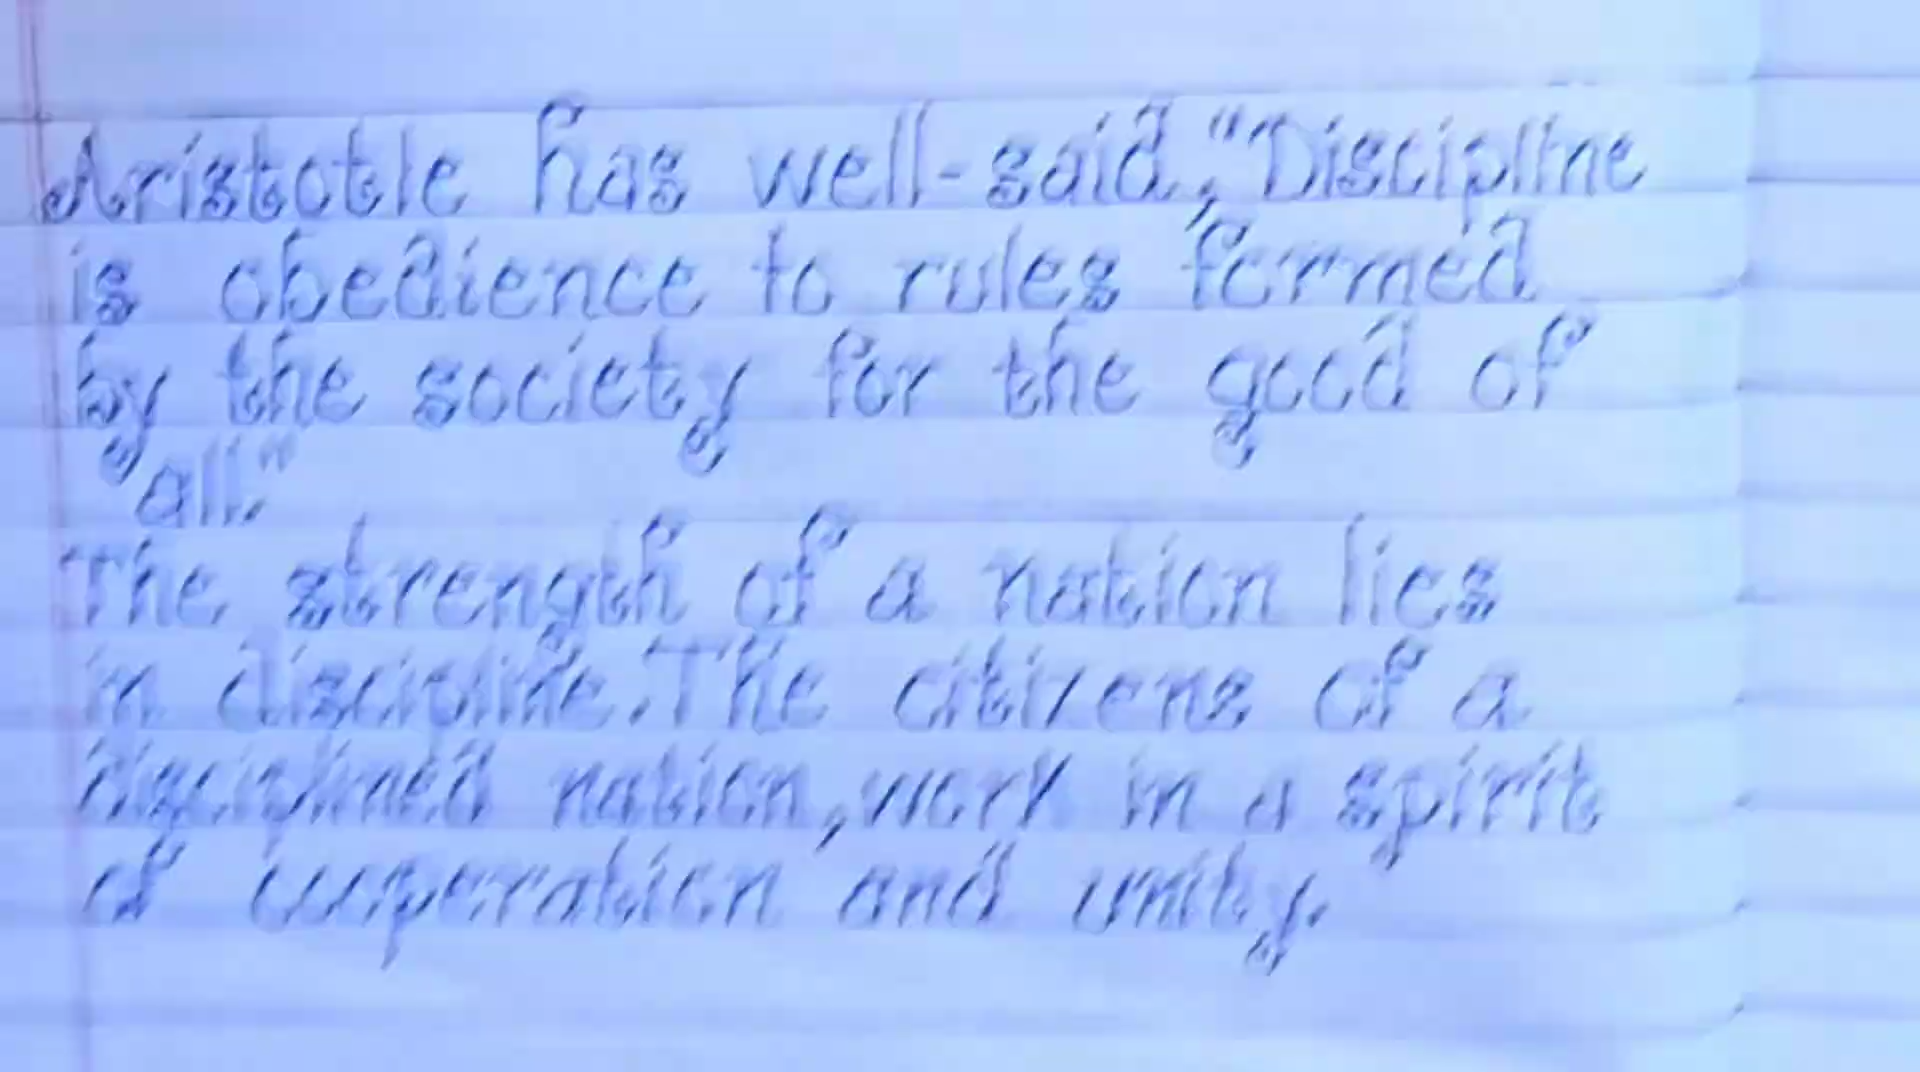 Aristotle has well-said, "Discipline
is obedience to rules formed
by the society for the good of
all."
The strength of a nation lies
in discipline. The citizens of a
disciplined nation, work in a spirit
of cooperation and unity.